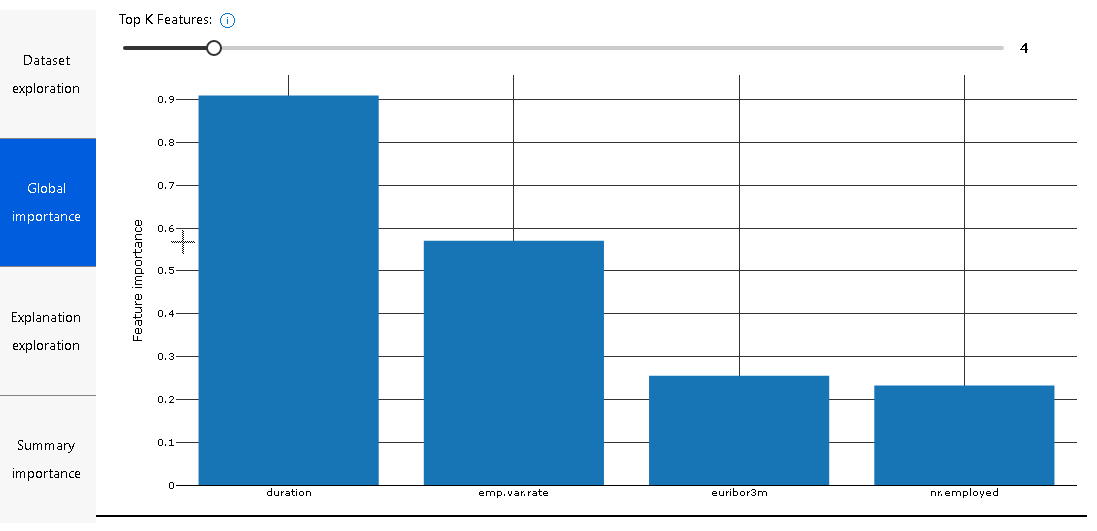 Top K Features:
4
Dataset
exploration
Global
importance
Explanation
exploration
Summary
importance
Feature importance
0.9
0.8
0.7
0.6
0.5
0.4
0.3
0.2
0.1
0
duration
emp.var.rate
euribor3m
nr.employed